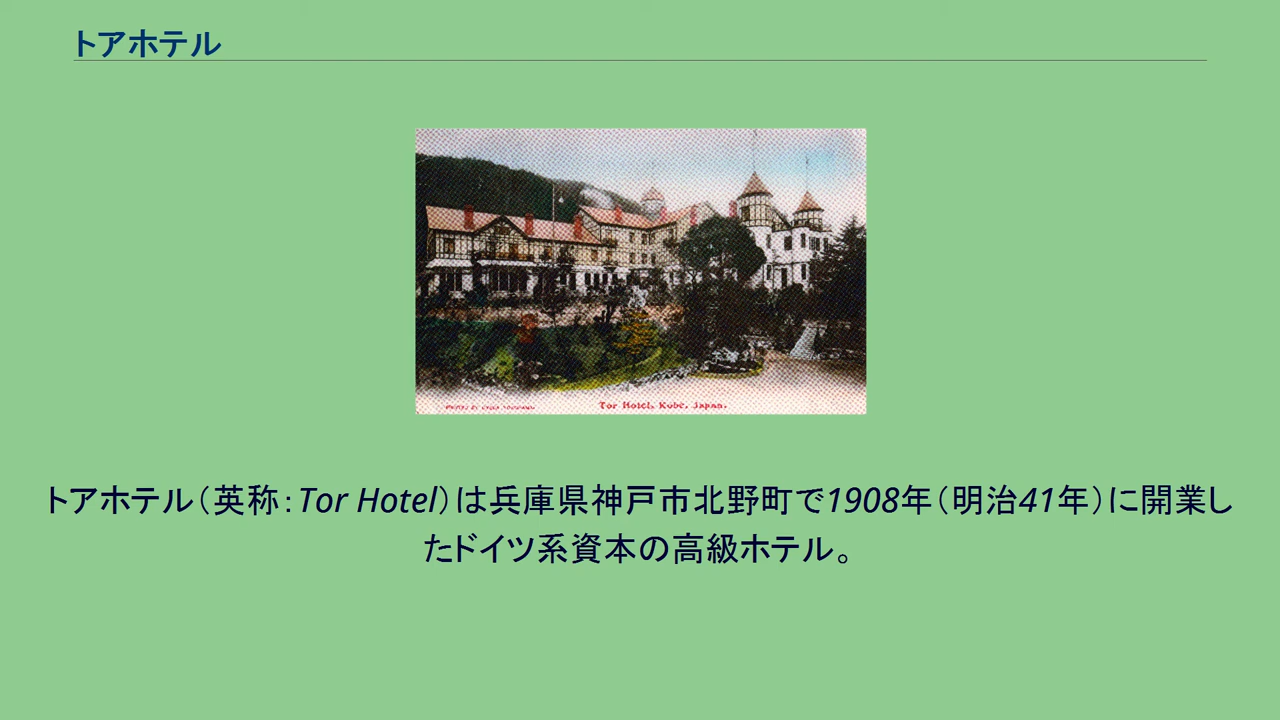 トアホテル
Tor Hotel, Kobe, Japan.
トアホテル（英称：Tor Hotel）は兵庫県神戸市北野町で1908年（明治41年）に開業し
たドイツ系資本の高級ホテル。